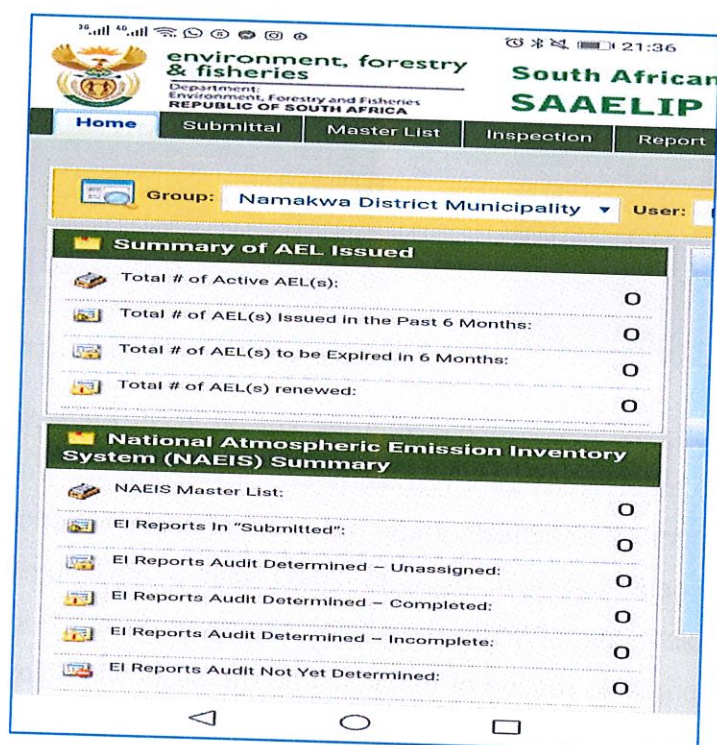 3G 4G 21:36
environment, forestry
& fisheries
Department:
Environment, Forestry and Fisheries
REPUBLIC OF SOUTH AFRICA
South African
SAAELIP
Home Submittal Master List Inspection Report
Group: Namakwa District Municipality User:
Summary of AEL Issued
Total # of Active AEL(s): 0
Total # of AEL(s) Issued in the Past 6 Months: 0
Total # of AEL(s) to be Expired in 6 Months: 0
Total # of AEL(s) renewed: 0
National Atmospheric Emission Inventory
System (NAEIS) Summary
NAEIS Master List: 0
EI Reports In "Submitted": 0
EI Reports Audit Determined – Unassigned: 0
EI Reports Audit Determined – Completed: 0
EI Reports Audit Determined – Incomplete: 0
EI Reports Audit Not Yet Determined: 0